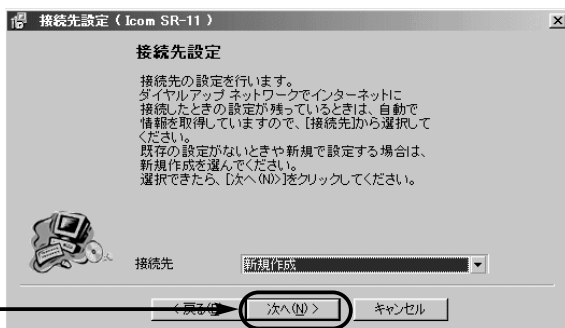 接続先設定 ( Icom SR-11 )
接続先設定
接続先の設定を行います。
ダイヤルアップ ネットワークでインターネットに
接続したときの設定が残っているときは、自動で
情報を取得していますので、[接続先]から選択して
ください。
既存の設定がないときや新規で設定する場合は、
新規作成を選んでください。
選択できたら、[次へ(N)>]をクリックしてください。
接続先 新規作成
< 戻る 次へ(N) > キャンセル